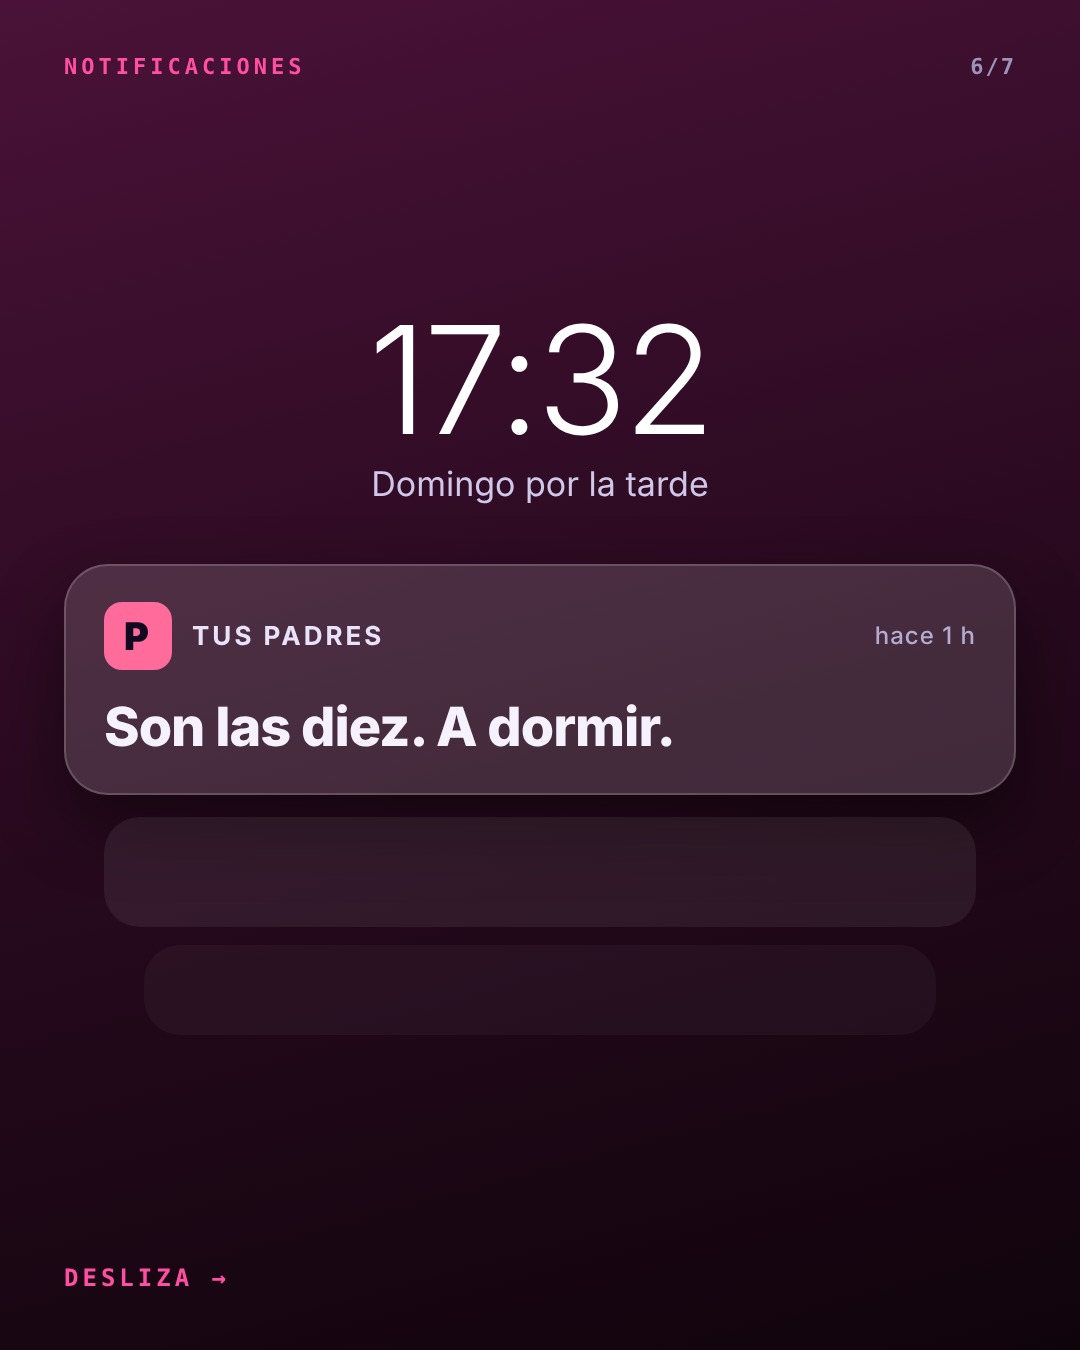 NOTIFICACIONES
6/7
17:32
Domingo por la tarde
P
TUS PADRES
hace 1 h
Son las diez. A dormir.
DESLIZA →